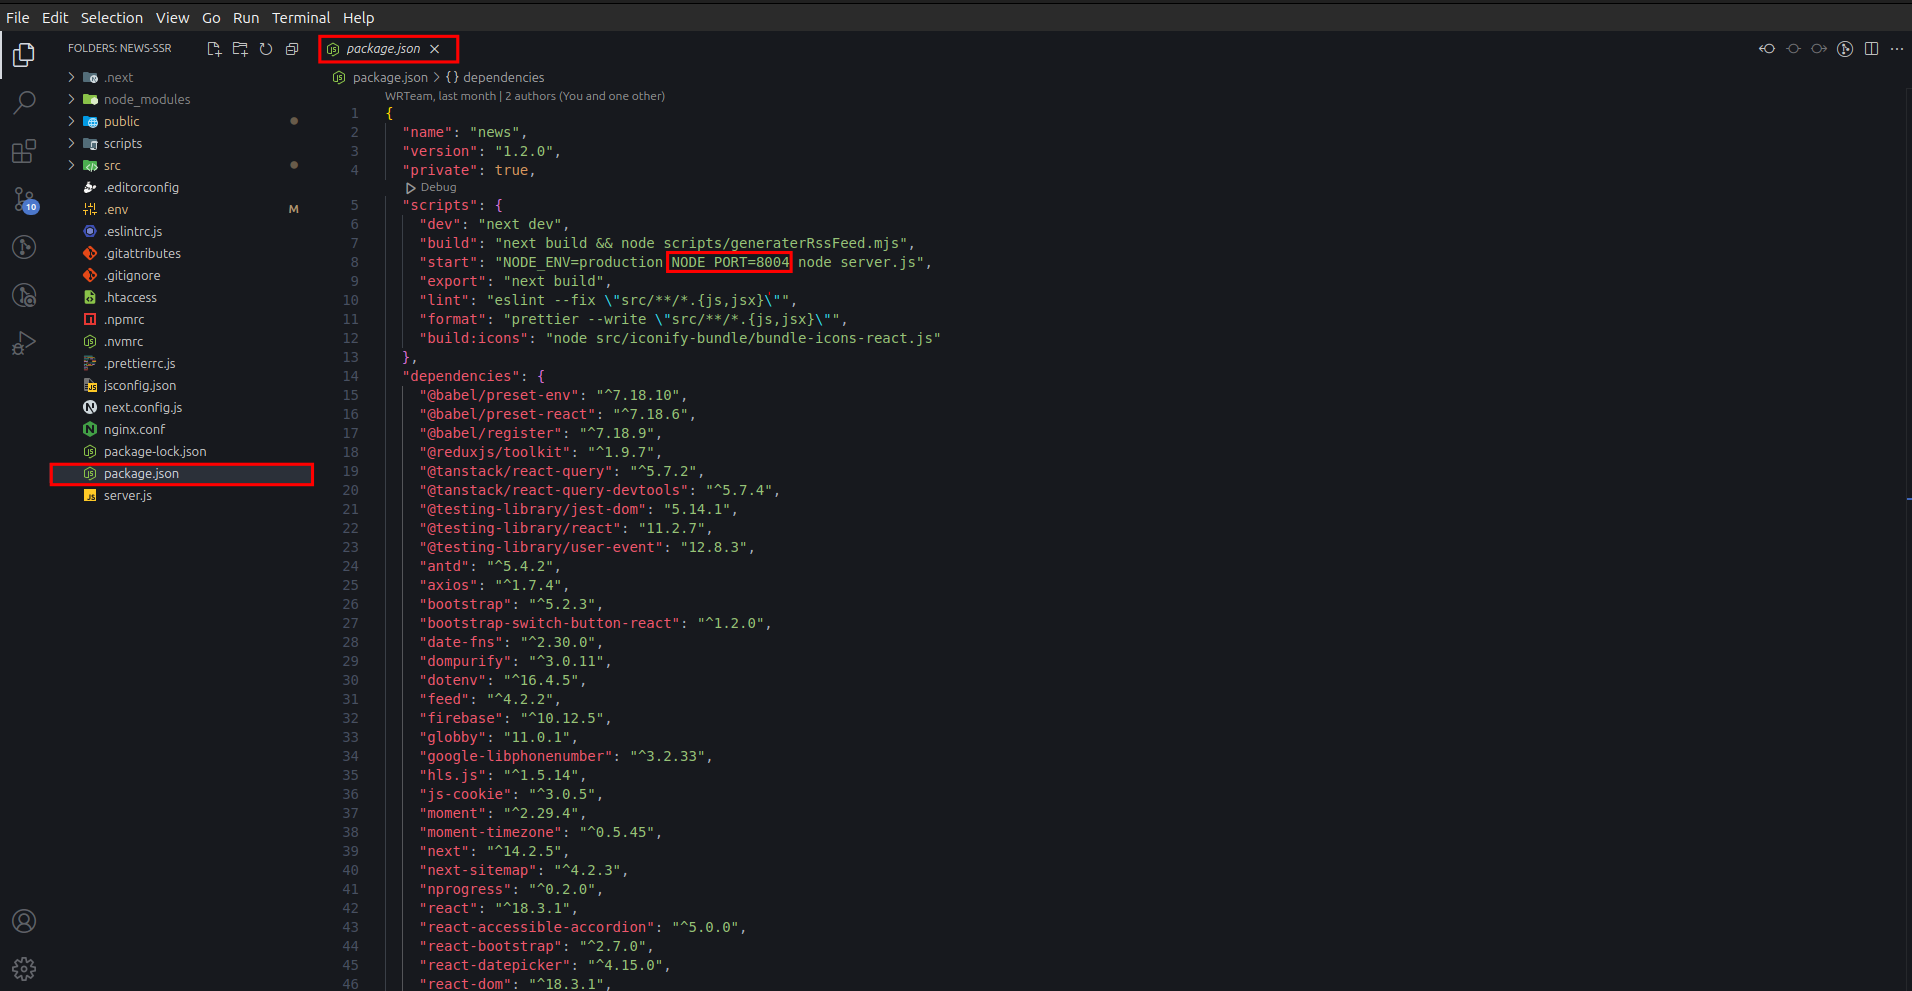 File Edit Selection View Go Run Terminal Help
FOLDERS: NEWS-SSR
.next
node_modules
public
scripts
src
.editorconfig
.env M
.eslintrc.js
.gitattributes
.gitignore
.htaccess
.npmrc
.nvmrc
.prettierrc.js
jsconfig.json
next.config.js
nginx.conf
package-lock.json
package.json
server.js
10
package.json
package.json > {} dependencies
WRTeam, last month | 2 authors (You and one other)
1 {
2 "name": "news",
3 "version": "1.2.0",
4 "private": true,
Debug
5 "scripts": {
6 "dev": "next dev",
7 "build": "next build && node scripts/generaterRssFeed.mjs",
8 "start": "NODE_ENV=production NODE_PORT=8004 node server.js",
9 "export": "next build",
10 "lint": "eslint --fix \"src/**/*.{js,jsx}\"",
11 "format": "prettier --write \"src/**/*.{js,jsx}\"",
12 "build:icons": "node src/iconify-bundle/bundle-icons-react.js"
13 },
14 "dependencies": {
15 "@babel/preset-env": "^7.18.10",
16 "@babel/preset-react": "^7.18.6",
17 "@babel/register": "^7.18.9",
18 "@reduxjs/toolkit": "^1.9.7",
19 "@tanstack/react-query": "^5.7.2",
20 "@tanstack/react-query-devtools": "^5.7.4",
21 "@testing-library/jest-dom": "5.14.1",
22 "@testing-library/react": "11.2.7",
23 "@testing-library/user-event": "12.8.3",
24 "antd": "^5.4.2",
25 "axios": "^1.7.4",
26 "bootstrap": "^5.2.3",
27 "bootstrap-switch-button-react": "^1.2.0",
28 "date-fns": "^2.30.0",
29 "dompurify": "^3.0.11",
30 "dotenv": "^16.4.5",
31 "feed": "^4.2.2",
32 "firebase": "^10.12.5",
33 "globby": "11.0.1",
34 "google-libphonenumber": "^3.2.33",
35 "hls.js": "^1.5.14",
36 "js-cookie": "^3.0.5",
37 "moment": "^2.29.4",
38 "moment-timezone": "^0.5.45",
39 "next": "^14.2.5",
40 "next-sitemap": "^4.2.3",
41 "nprogress": "^0.2.0",
42 "react": "^18.3.1",
43 "react-accessible-accordion": "^5.0.0",
44 "react-bootstrap": "^2.7.0",
45 "react-datepicker": "^4.15.0",
46 "react-dom": "^18.3.1",